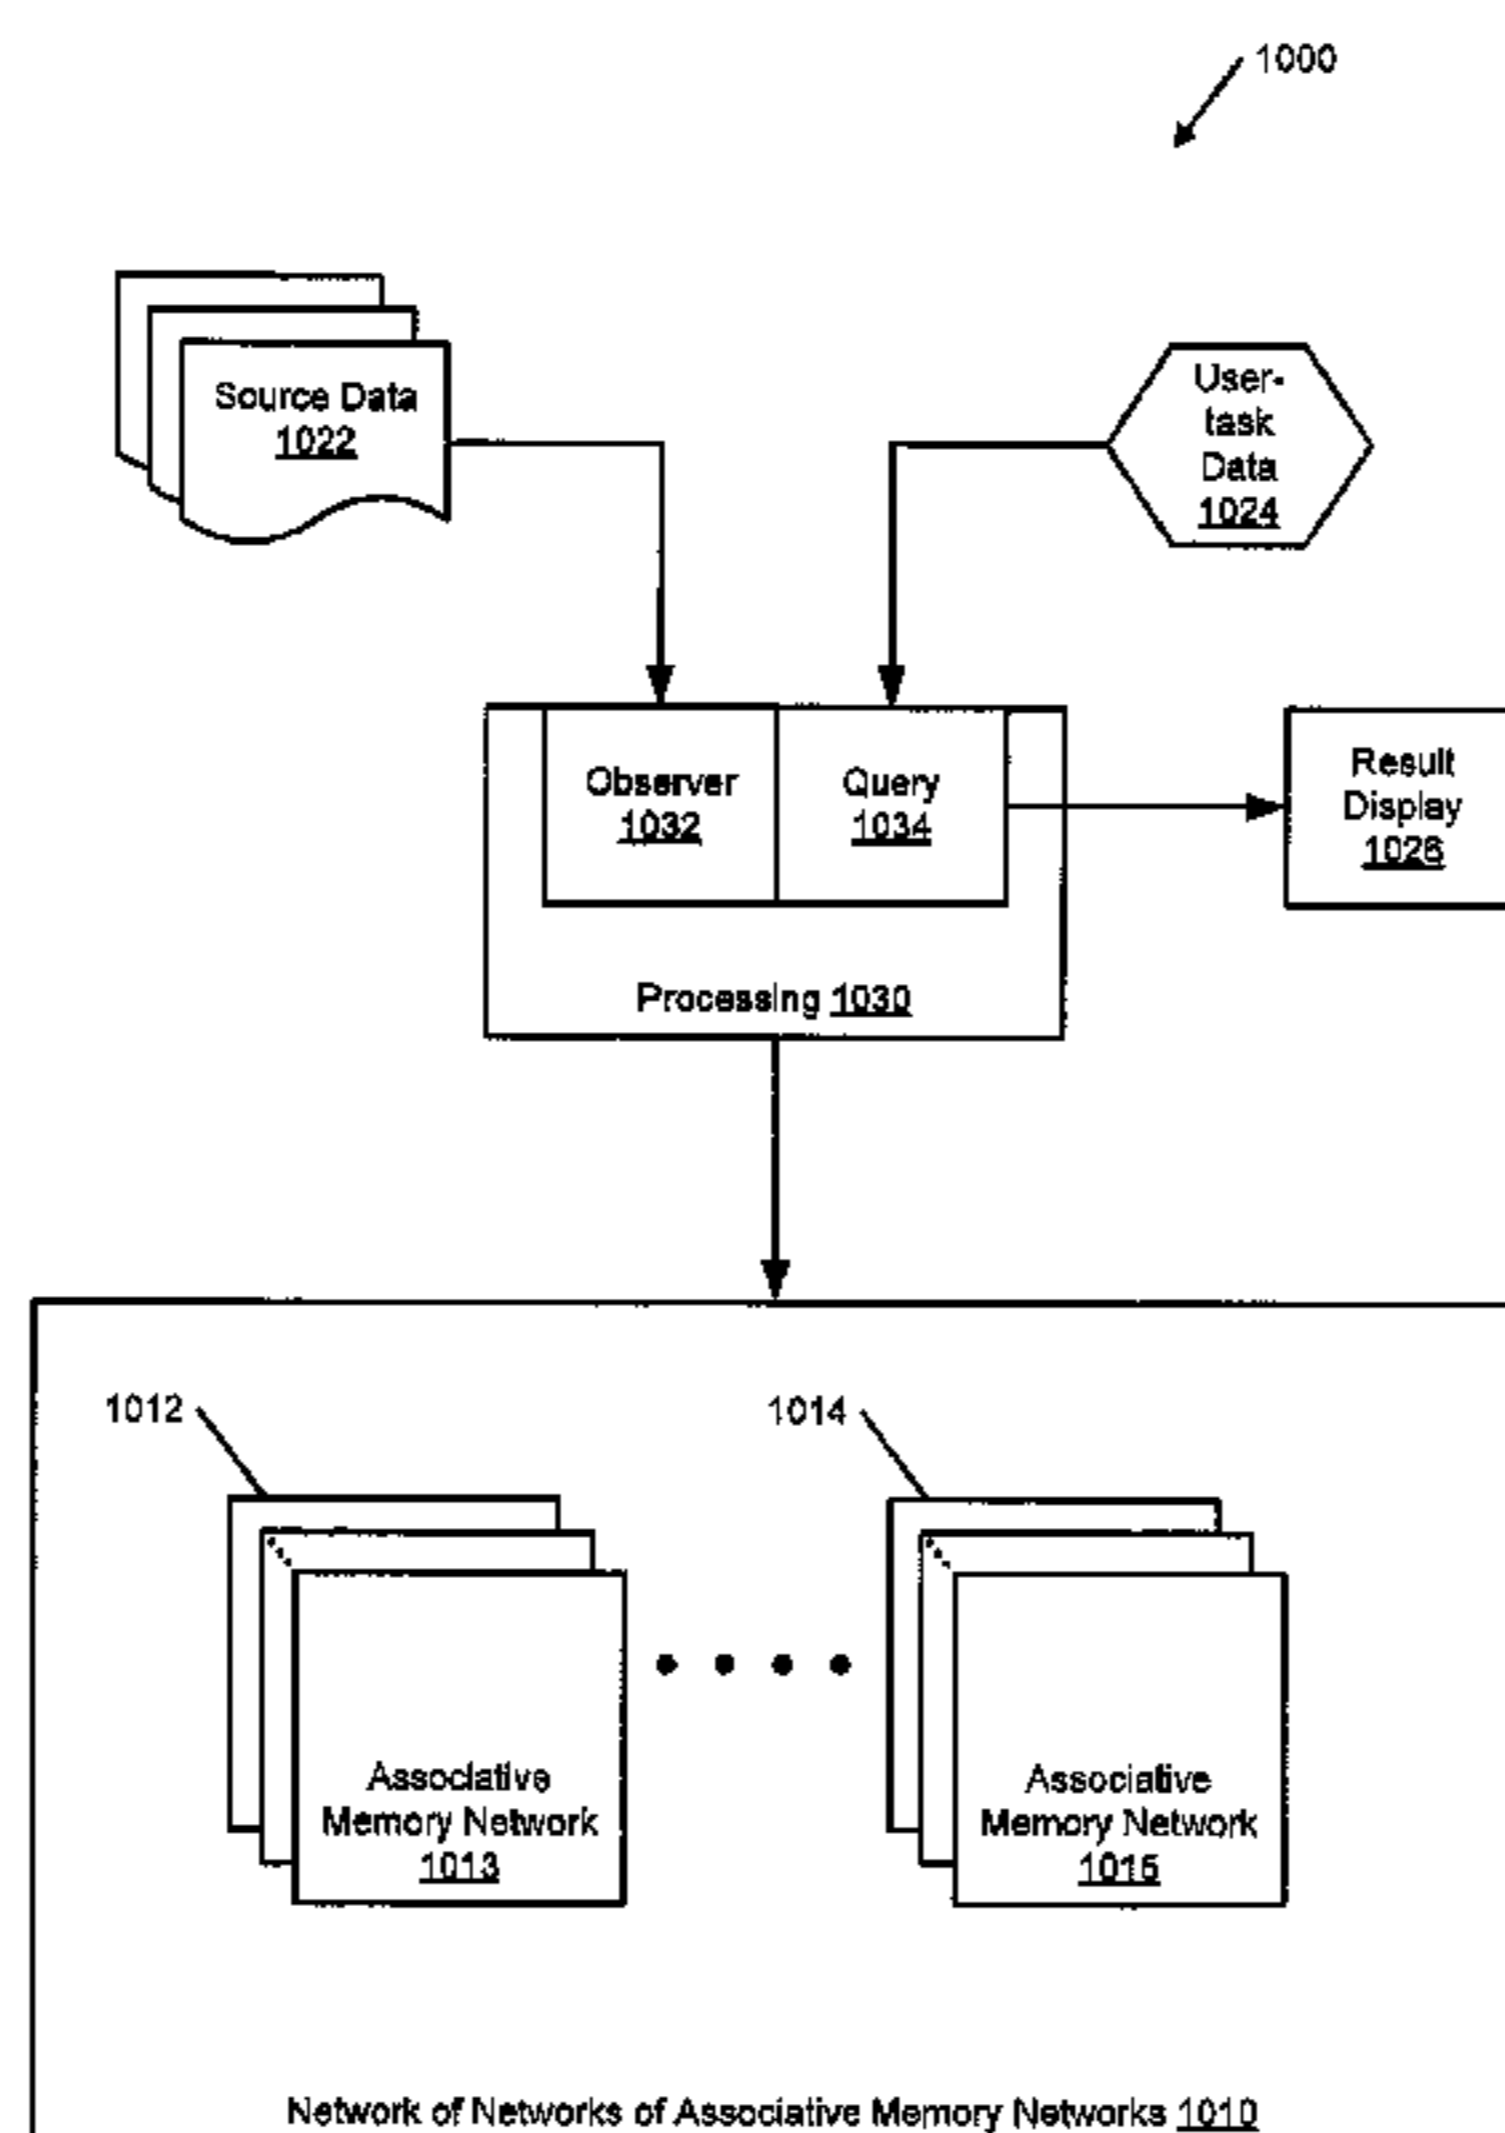 1000
Source Data
1022
User-
task
Data
1024
Observer
1032
Query
1034
Result
Display
1026
Processing 1030
1012
1014
Associative
Memory Network
1013
Associative
Memory Network
1015
Network of Networks of Associative Memory Networks 1010